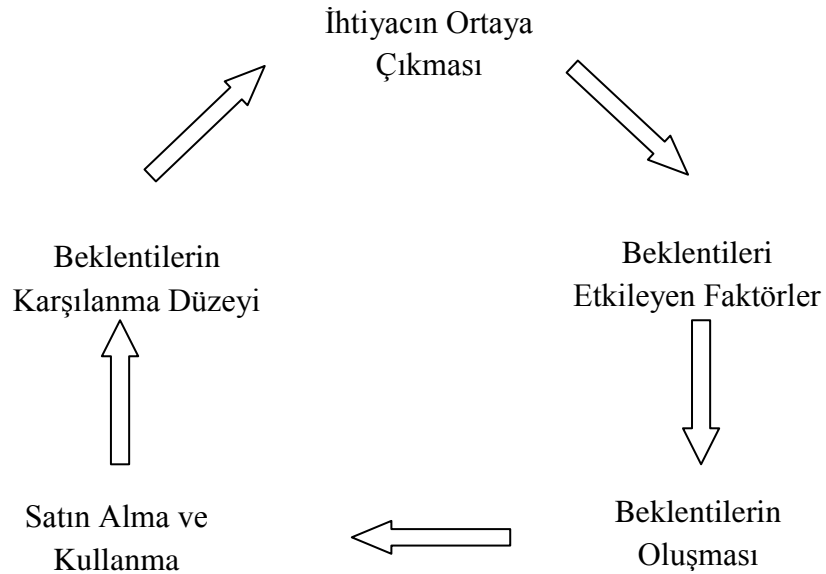 İhtiyacın Ortaya
Çıkması
Beklentilerin
Karşılanma Düzeyi
Beklentileri
Etkileyen Faktörler
Satın Alma ve
Kullanma
Beklentilerin
Oluşması